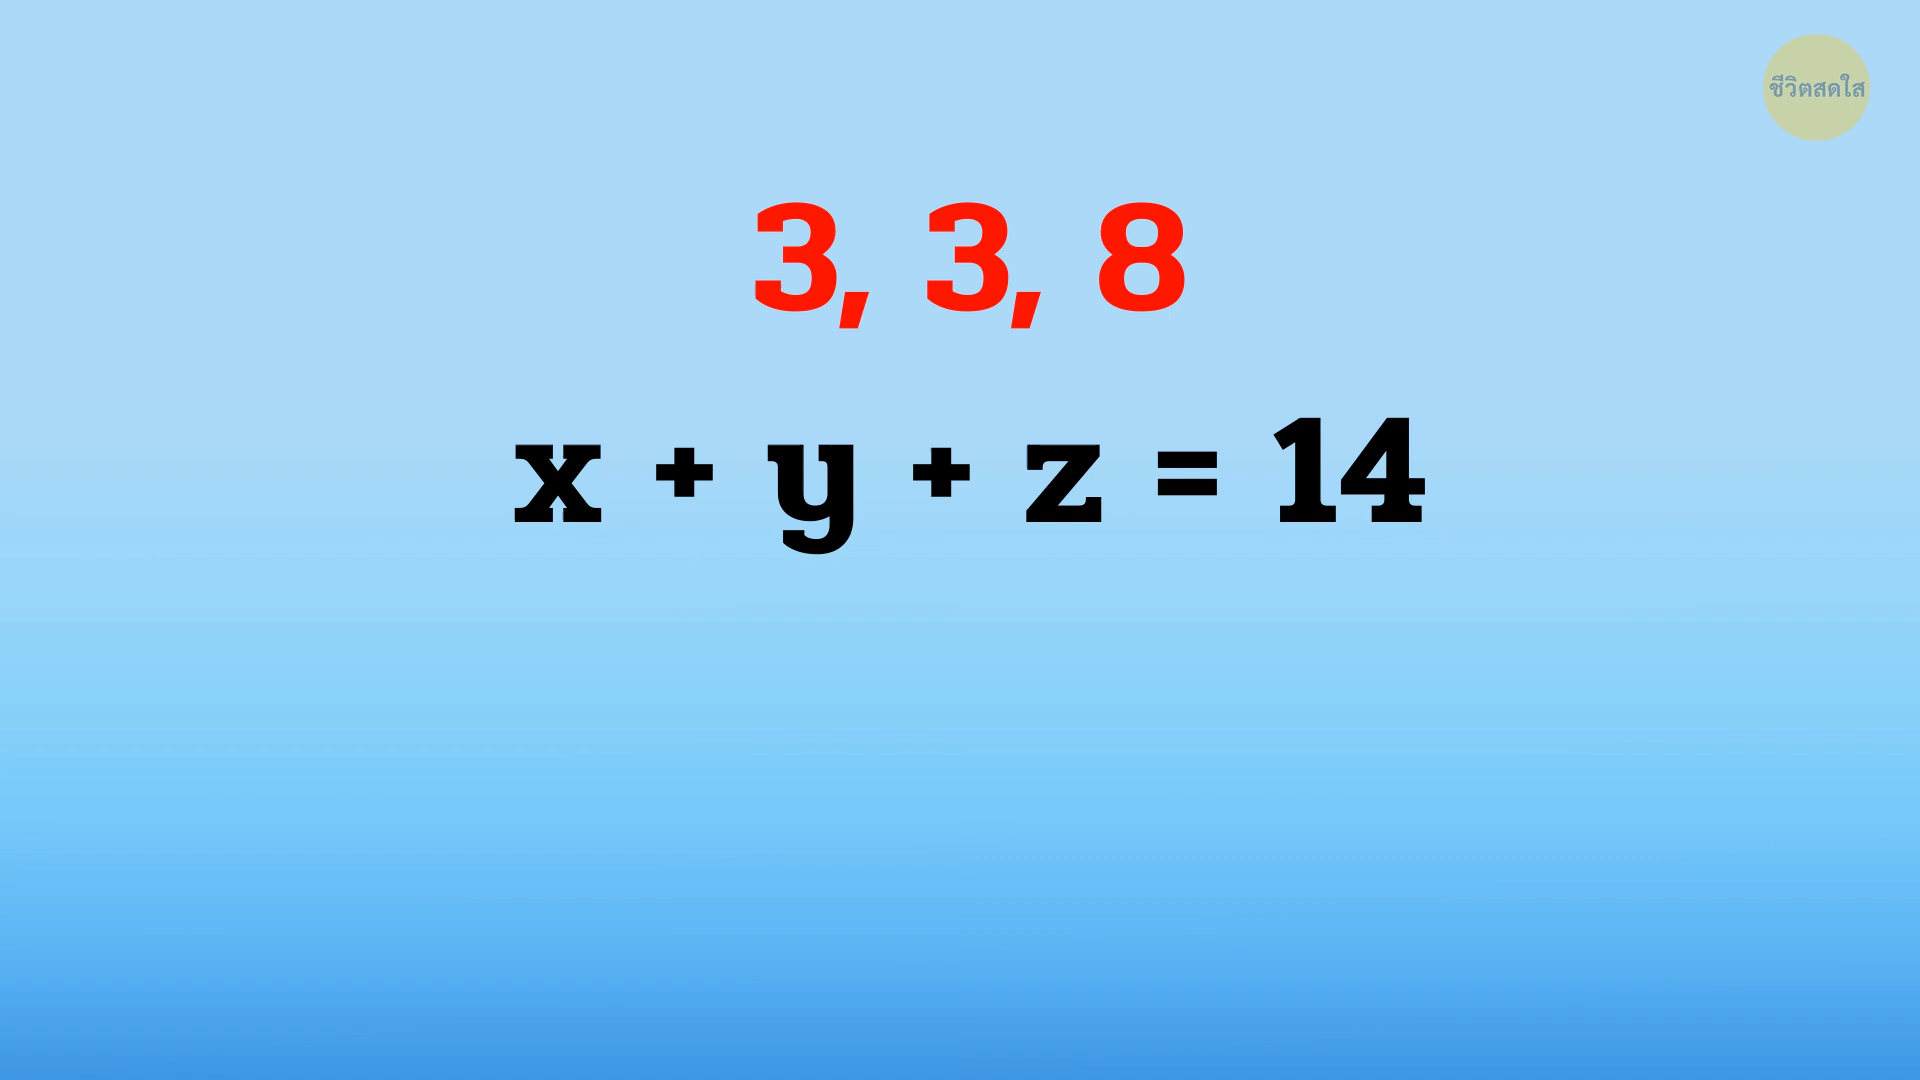 ชีวิตสดใส
3, 3, 8
x + y + z = 14